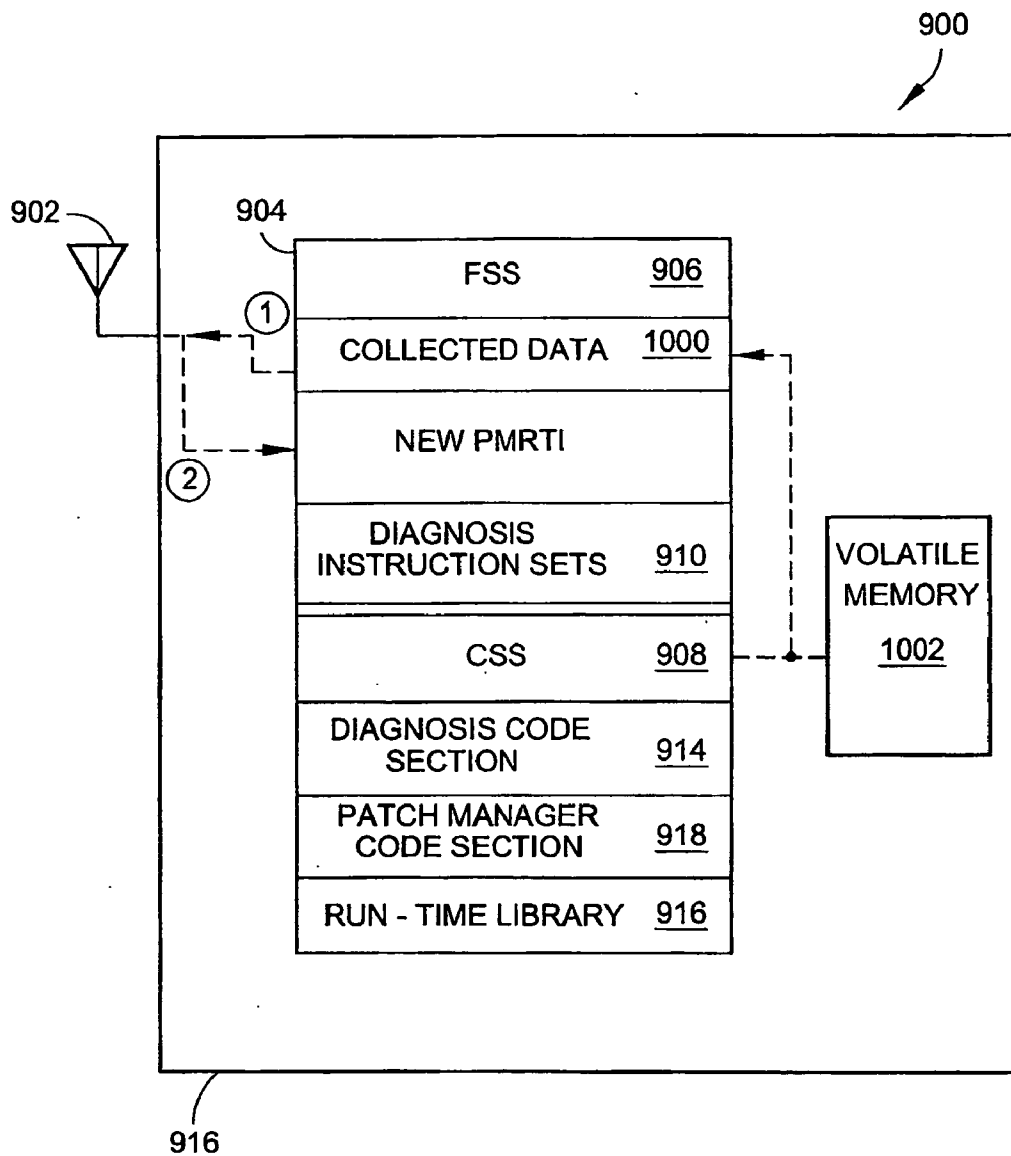 900
902
904
FSS 906
1
COLLECTED DATA 1000
NEW PMRTI
2
DIAGNOSIS
INSTRUCTION SETS 910
VOLATILE
MEMORY
1002
CSS 908
DIAGNOSIS CODE
SECTION 914
PATCH MANAGER
CODE SECTION 918
RUN - TIME LIBRARY 916
916